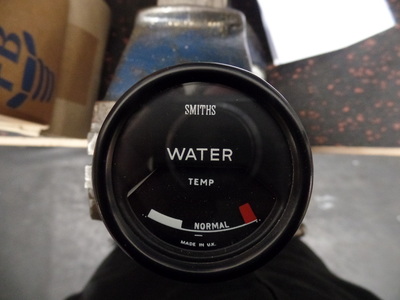 SMITHS
WATER
TEMP
NORMAL
MADE IN U.K.